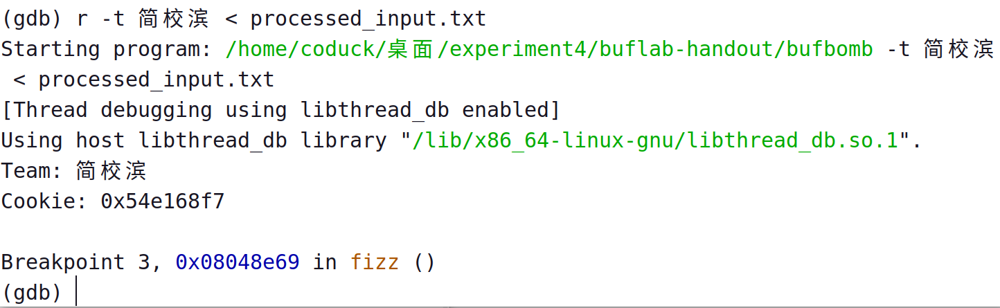 (gdb) r -t 简校滨 < processed_input.txt
Starting program: /home/coduck/桌面/experiment4/buflab-handout/bufbomb -t 简校滨
 < processed_input.txt
[Thread debugging using libthread_db enabled]
Using host libthread_db library "/lib/x86_64-linux-gnu/libthread_db.so.1".
Team: 简校滨
Cookie: 0x54e168f7
Breakpoint 3, 0x08048e69 in fizz ()
(gdb)